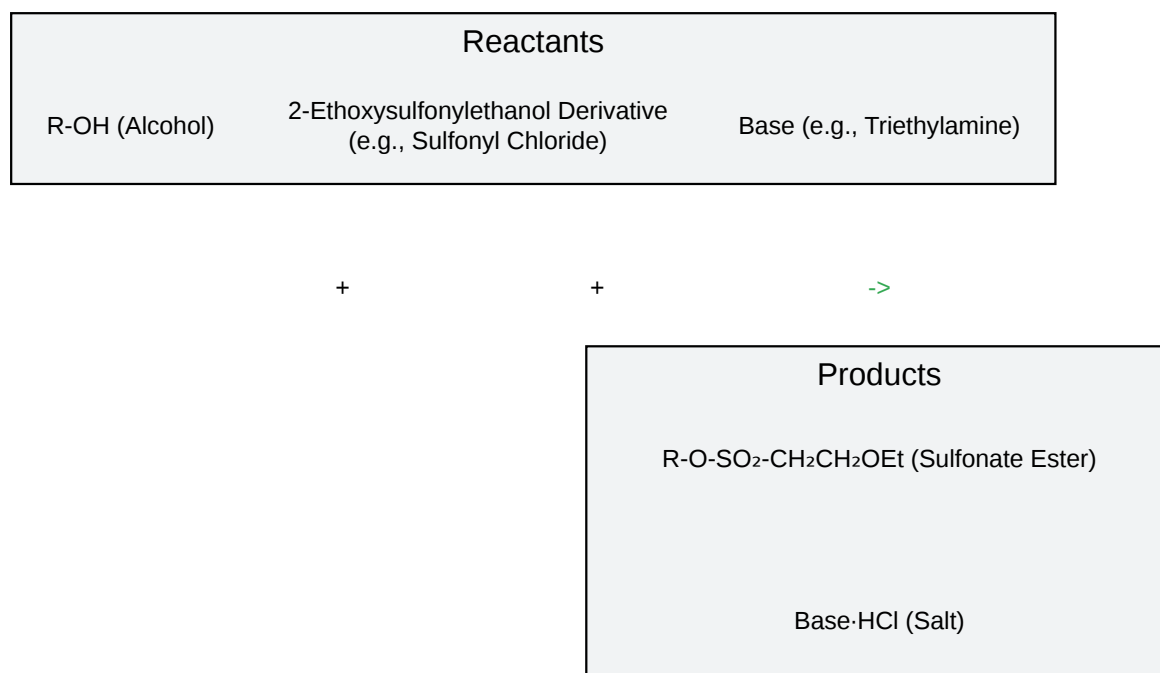 Reactants
R-OH (Alcohol)
2-Ethoxysulfonylethanol Derivative
(e.g., Sulfonyl Chloride)
Base (e.g., Triethylamine)
+ + ->
Products
R-O-SO₂-CH₂CH₂OEt (Sulfonate Ester)
Base·HCl (Salt)